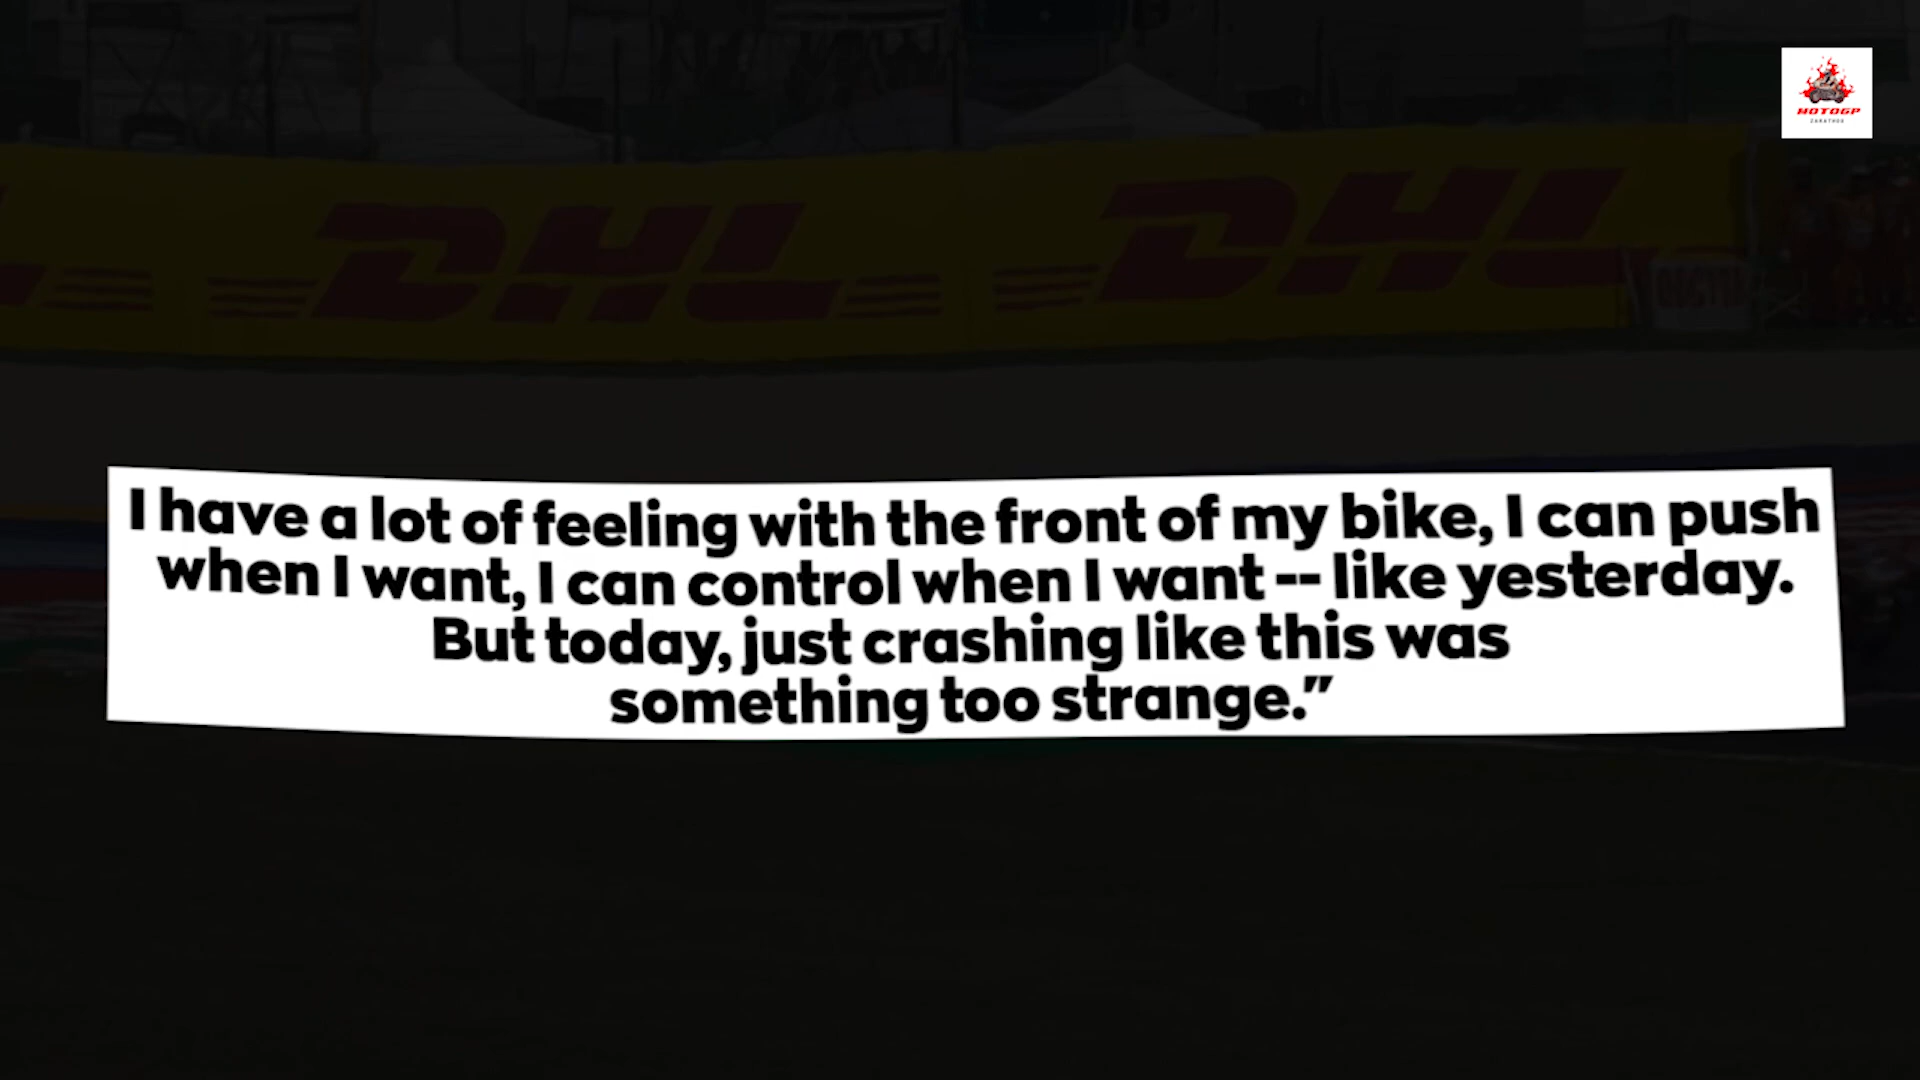 MOTOGP
DHL DHL
I have a lot of feeling with the front of my bike, I can push
when I want, I can control when I want -- like yesterday.
But today, just crashing like this was
something too strange.”